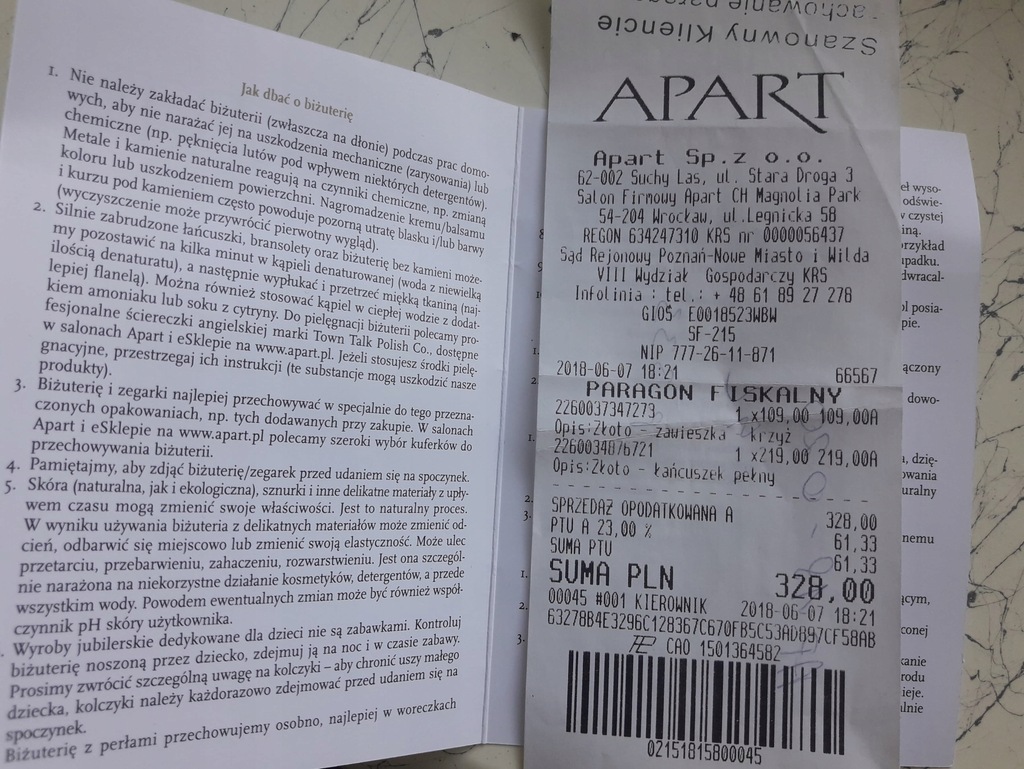 Jak dbać o biżuterię
1. Nie należy zakładać biżuterii (zwłaszcza na dłonie) podczas prac domo-
wych, aby nie narażać jej na uszkodzenia mechaniczne (zarysowania) lub
chemiczne (np. pęknięcia lutów pod wpływem niektórych detergentów).
Metale i kamienie naturalne reagują na czynniki chemiczne, np. zmianą
koloru lub uszkodzeniem powierzchni. Nagromadzenie kremu/balsamu
i kurzu pod kamieniem często powoduje pozorną utratę blasku i/lub barwy
(wyczyszczenie może przywrócić pierwotny wygląd).
2. Silnie zabrudzone łańcuszki, bransolety oraz biżuterię bez kamieni może-
my pozostawić na kilka minut w kąpieli denaturowanej (woda z niewielką
ilością denaturatu), a następnie wypłukać i przetrzeć miękką tkaniną (naj-
lepiej flanelą). Można również stosować kąpiel w ciepłej wodzie z dodat-
kiem amoniaku lub soku z cytryny. Do pielęgnacji biżuterii polecamy pro-
fesjonalne ściereczki angielskiej marki Town Talk Polish Co., dostępne
w salonach Apart i eSklepie na www.apart.pl. Jeżeli stosujesz środki pielę-
gnacyjne, przestrzegaj ich instrukcji (te substancje mogą uszkodzić nasze
produkty).
3. Biżuterię i zegarki najlepiej przechowywać w specjalnie do tego przezna-
czonych opakowaniach, np. tych dodawanych przy zakupie. W salonach
Apart i eSklepie na www.apart.pl polecamy szeroki wybór kuferków do
przechowywania biżuterii.
4. Pamiętajmy, aby zdjąć biżuterię/zegarek przed udaniem się na spoczynek.
5. Skóra (naturalna, jak i ekologiczna), sznurki i inne delikatne materiały z upły-
wem czasu mogą zmienić swoje właściwości. Jest to naturalny proces.
W wyniku używania biżuteria z delikatnych materiałów może zmienić od-
cień, odbarwić się miejscowo lub zmienić swoją elastyczność. Może ulec
przetarciu, przebarwieniu, zahaczeniu, rozwarstwieniu. Jest ona szczegól-
nie narażona na niekorzystne działanie kosmetyków, detergentów, a przede
wszystkim wody. Powodem ewentualnych zmian może być również współ-
czynnik pH skóry użytkownika.
Wyroby jubilerskie dedykowane dla dzieci nie są zabawkami. Kontroluj
biżuterię noszoną przez dziecko, zdejmuj ją na noc i w czasie zabawy.
Prosimy zwrócić szczególną uwagę na kolczyki – aby chronić uszy małego
dziecka, kolczyki należy każdorazowo zdejmować przed udaniem się na
spoczynek.
Biżuterię z perłami przechowujemy osobno, najlepiej w woreczkach
Szanowny Kliencie
APART
Apart Sp.z o.o.
62-002 Suchy Las, ul. Stara Droga 3
Salon Firmowy Apart CH Magnolia Park
54-204 Wrocław, ul.Legnicka 58
REGON 634247310 KRS nr 0000056437
Sąd Rejonowy Poznań-Nowe Miasto i Wilda
VIII Wydział Gospodarczy KRS
Infolinia : tel.: + 48 61 89 27 278
GIOŚ E0018523WBW
SF-215
NIP 777-26-11-871
2018-06-07 18:21 66567
PARAGON FISKALNY
2260037347273 1 x109,00 109,00A
Opis:Złoto - zawieszka krzyż
2260034876721 1 x219,00 219,00A
Opis:Złoto - łańcuszek pełny
SPRZEDAŻ OPODATKOWANA A 328,00
PTU A 23,00 % 61,33
SUMA PTU 61,33
SUMA PLN 328,00
00045 #001 KIEROWNIK 2018-06-07 18:21
63278B4E3296C128367C670FB5C53AD897CF58AB
CAO 1501364582
02151815800045